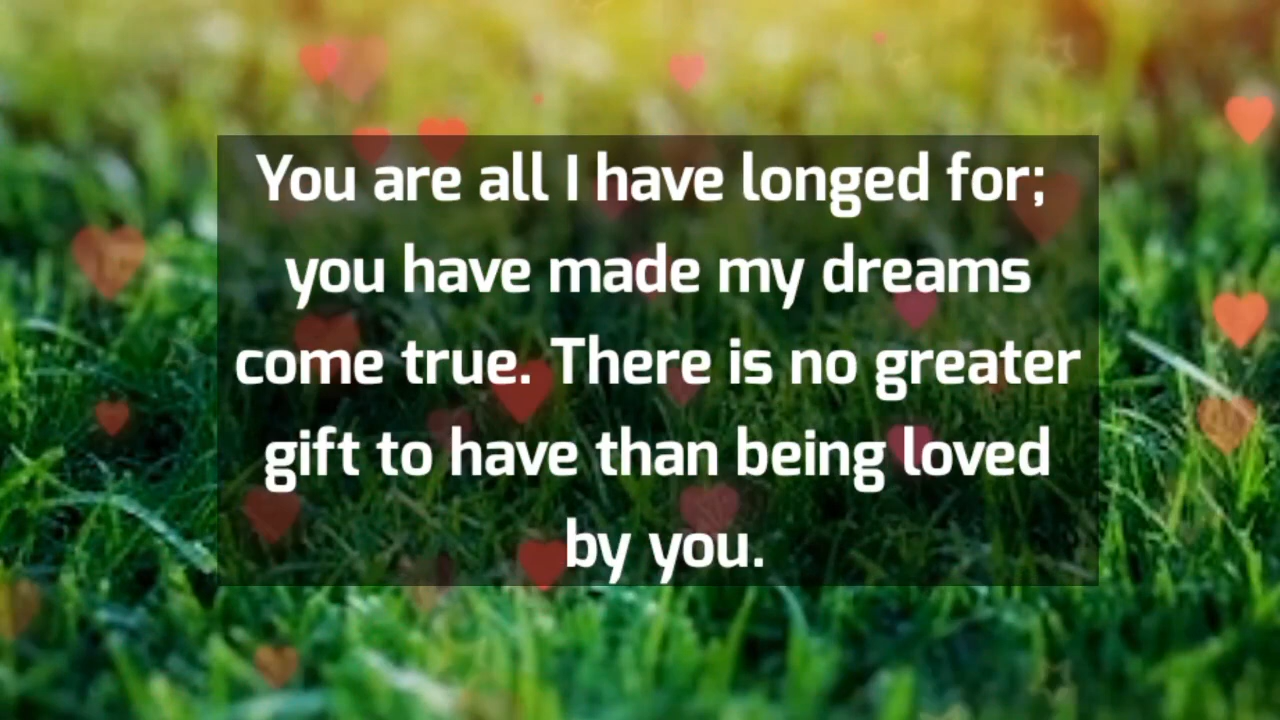 You are all I have longed for;
you have made my dreams
come true. There is no greater
gift to have than being loved
by you.